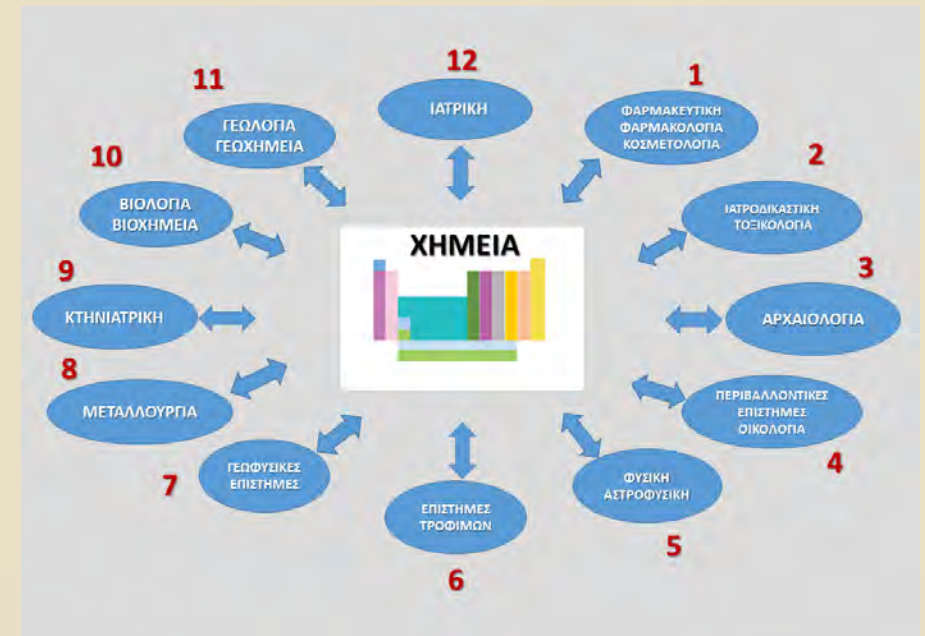 ΧΗΜΕΙΑ
1
ΦΑΡΜΑΚΕΥΤΙΚΗ
ΦΑΡΜΑΚΟΛΟΓΙΑ
ΚΟΣΜΕΤΟΛΟΓΙΑ
2
ΙΑΤΡΟΔΙΚΑΣΤΙΚΗ
ΤΟΞΙΚΟΛΟΓΙΑ
3
ΑΡΧΑΙΟΛΟΓΙΑ
4
ΠΕΡΙΒΑΛΛΟΝΤΙΚΕΣ
ΕΠΙΣΤΗΜΕΣ
ΟΙΚΟΛΟΓΙΑ
5
ΦΥΣΙΚΗ
ΑΣΤΡΟΦΥΣΙΚΗ
6
ΕΠΙΣΤΗΜΕΣ
ΤΡΟΦΙΜΩΝ
7
ΓΕΩΦΥΣΙΚΕΣ
ΕΠΙΣΤΗΜΕΣ
8
ΜΕΤΑΛΛΟΥΡΓΙΑ
9
ΚΤΗΝΙΑΤΡΙΚΗ
10
ΒΙΟΛΟΓΙΑ
ΒΙΟΧΗΜΕΙΑ
11
ΓΕΩΛΟΓΙΑ
ΓΕΩΧΗΜΕΙΑ
12
ΙΑΤΡΙΚΗ